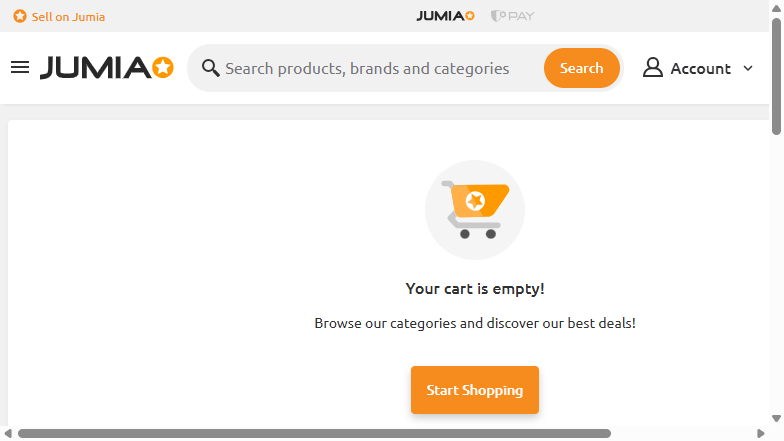 Sell on Jumia
JUMIA
PAY
JUMIA
Search products, brands and categories
Search
Account
Your cart is empty!
Browse our categories and discover our best deals!
Start Shopping